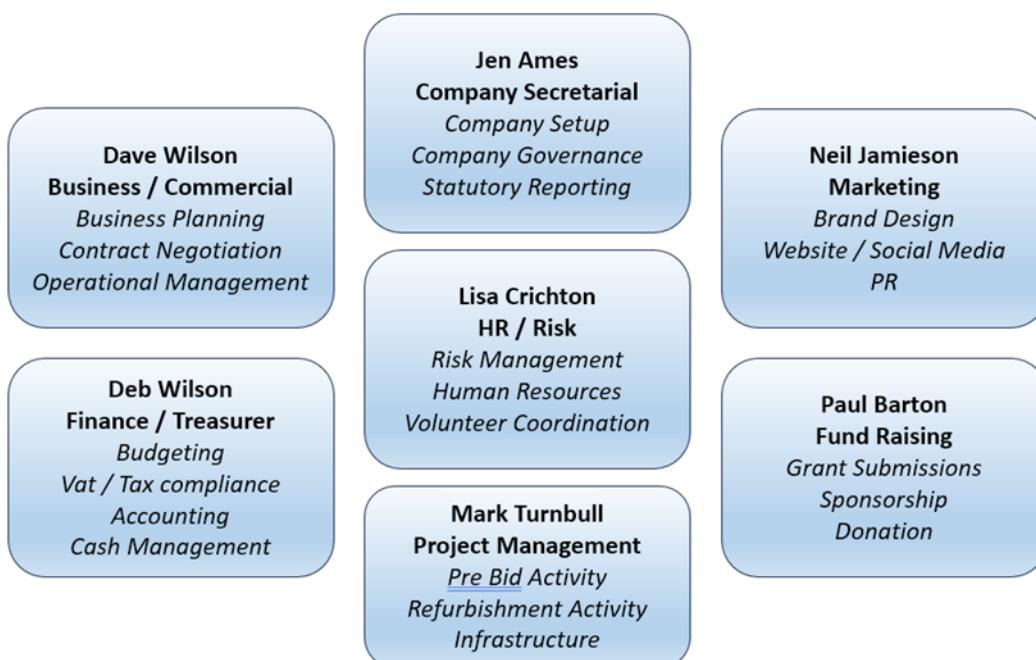 Jen Ames
Company Secretarial
Company Setup
Company Governance
Statutory Reporting
Dave Wilson
Business / Commercial
Business Planning
Contract Negotiation
Operational Management
Neil Jamieson
Marketing
Brand Design
Website / Social Media
PR
Lisa Crichton
HR / Risk
Risk Management
Human Resources
Volunteer Coordination
Deb Wilson
Finance / Treasurer
Budgeting
Vat / Tax compliance
Accounting
Cash Management
Paul Barton
Fund Raising
Grant Submissions
Sponsorship
Donation
Mark Turnbull
Project Management
Pre Bid Activity
Refurbishment Activity
Infrastructure